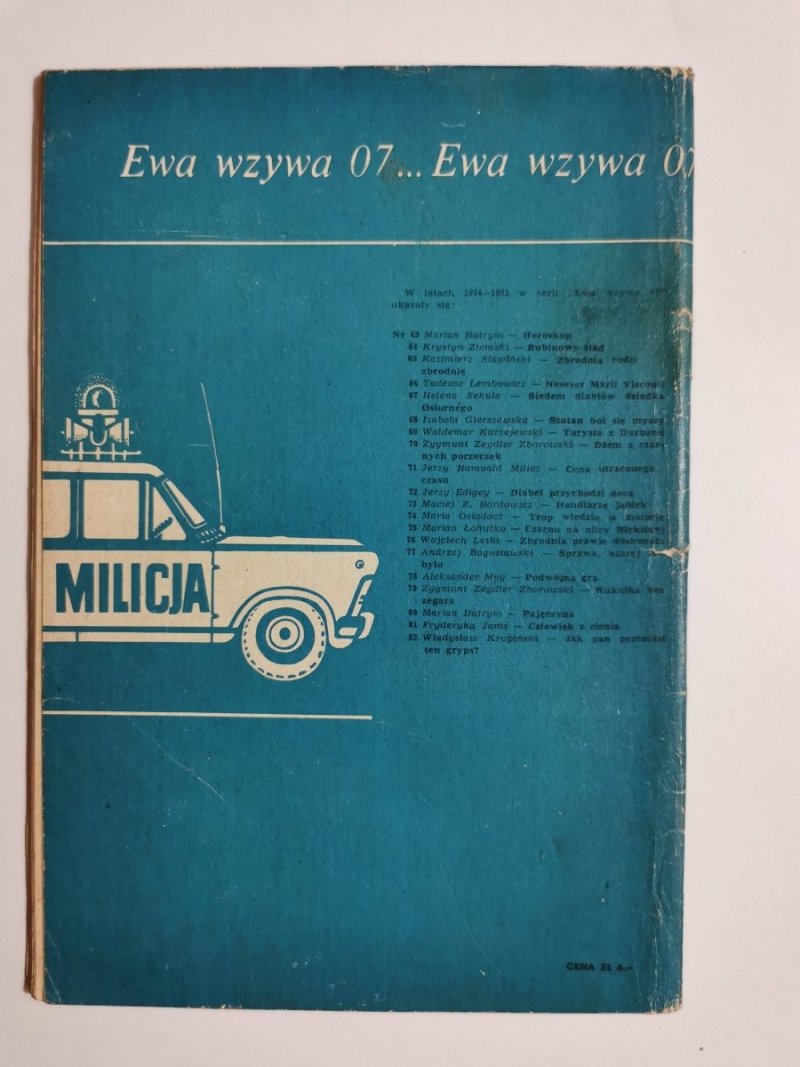 Ewa wzywa 07... Ewa wzywa 07
W latach 1974—1975 w serii „Ewa wzywa 07"
ukazały się:
Nr 63 Marian Butrym — Horoskop
64 Krystyn Ziemski — Rubinowy ślad
65 Kazimierz Sławiński — Zbrodnia rodzi
zbrodnię
66 Tadeusz Lembowicz — Neseser Marii Visconti
67 Helena Sekuła — Siedem diabłów dziadka
Osiornégo
68 Izabela Gierszewska — Szatan boi się myszy
69 Waldemar Kurzejewski — Turysta z Durbanu
70 Zygmunt Zeydler Zborowski — Dżem z czar-
nych porzeczek
71 Jerzy Romuald Milicz — Cena utraconego
czasu
72 Jerzy Edigey — Diabeł przychodzi nocą
73 Maciej Z. Bordowicz — Handlarze jabłek
74 Maria Osiadacz — Trop wiedzie w historię
75 Marian Łohutko — Czarno na ulicy Błękitnej
76 Wojciech Letki — Zbrodnia prawie doskonała
77 Andrzej Bogusławski — Sprawa, której
było
78 Aleksander Mug — Podwójna gra
79 Zygmunt Zeydler Zborowski — Kukułka bez
zegara
80 Marian Butrym — Pajęczyna
81 Fryderyka Jams — Człowiek z cienia
82 Władysław Krupiński — Jak pan przemiósł
ten gryps?
MILICJA
CENA ZŁ 6.—